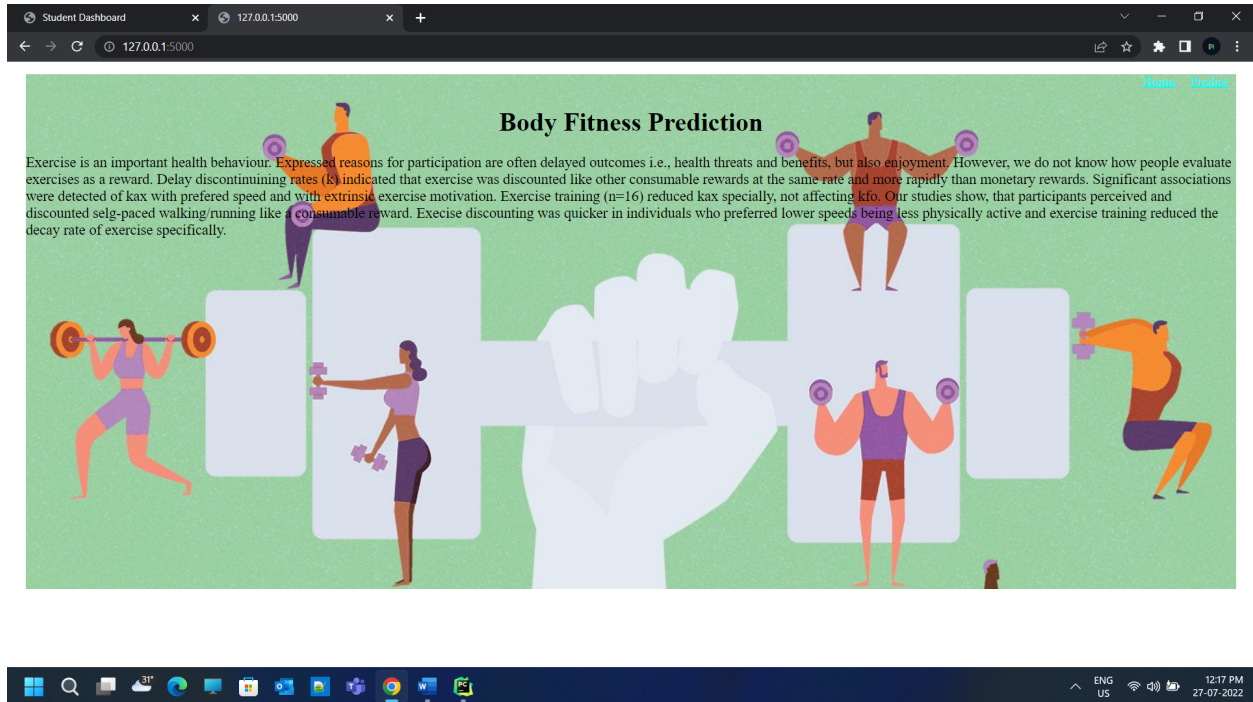 Student Dashboard
127.0.0.1:5000
127.0.0.1:5000
PI
Home Predict
Body Fitness Prediction
Exercise is an important health behaviour. Expressed reasons for participation are often delayed outcomes i.e., health threats and benefits, but also enjoyment. However, we do not know how people evaluate
exercises as a reward. Delay discontinuining rates (k) indicated that exercise was discounted like other consumable rewards at the same rate and more rapidly than monetary rewards. Significant associations
were detected of kax with prefered speed and with extrinsic exercise motivation. Exercise training (n=16) reduced kax specially, not affecting kfo. Our studies show, that participants perceived and
discounted selg-paced walking/running like a consumable reward. Execise discounting was quicker in individuals who preferred lower speeds being less physically active and exercise training reduced the
decay rate of exercise specifically.
31°
PC
ENG
US
12:17 PM
27-07-2022